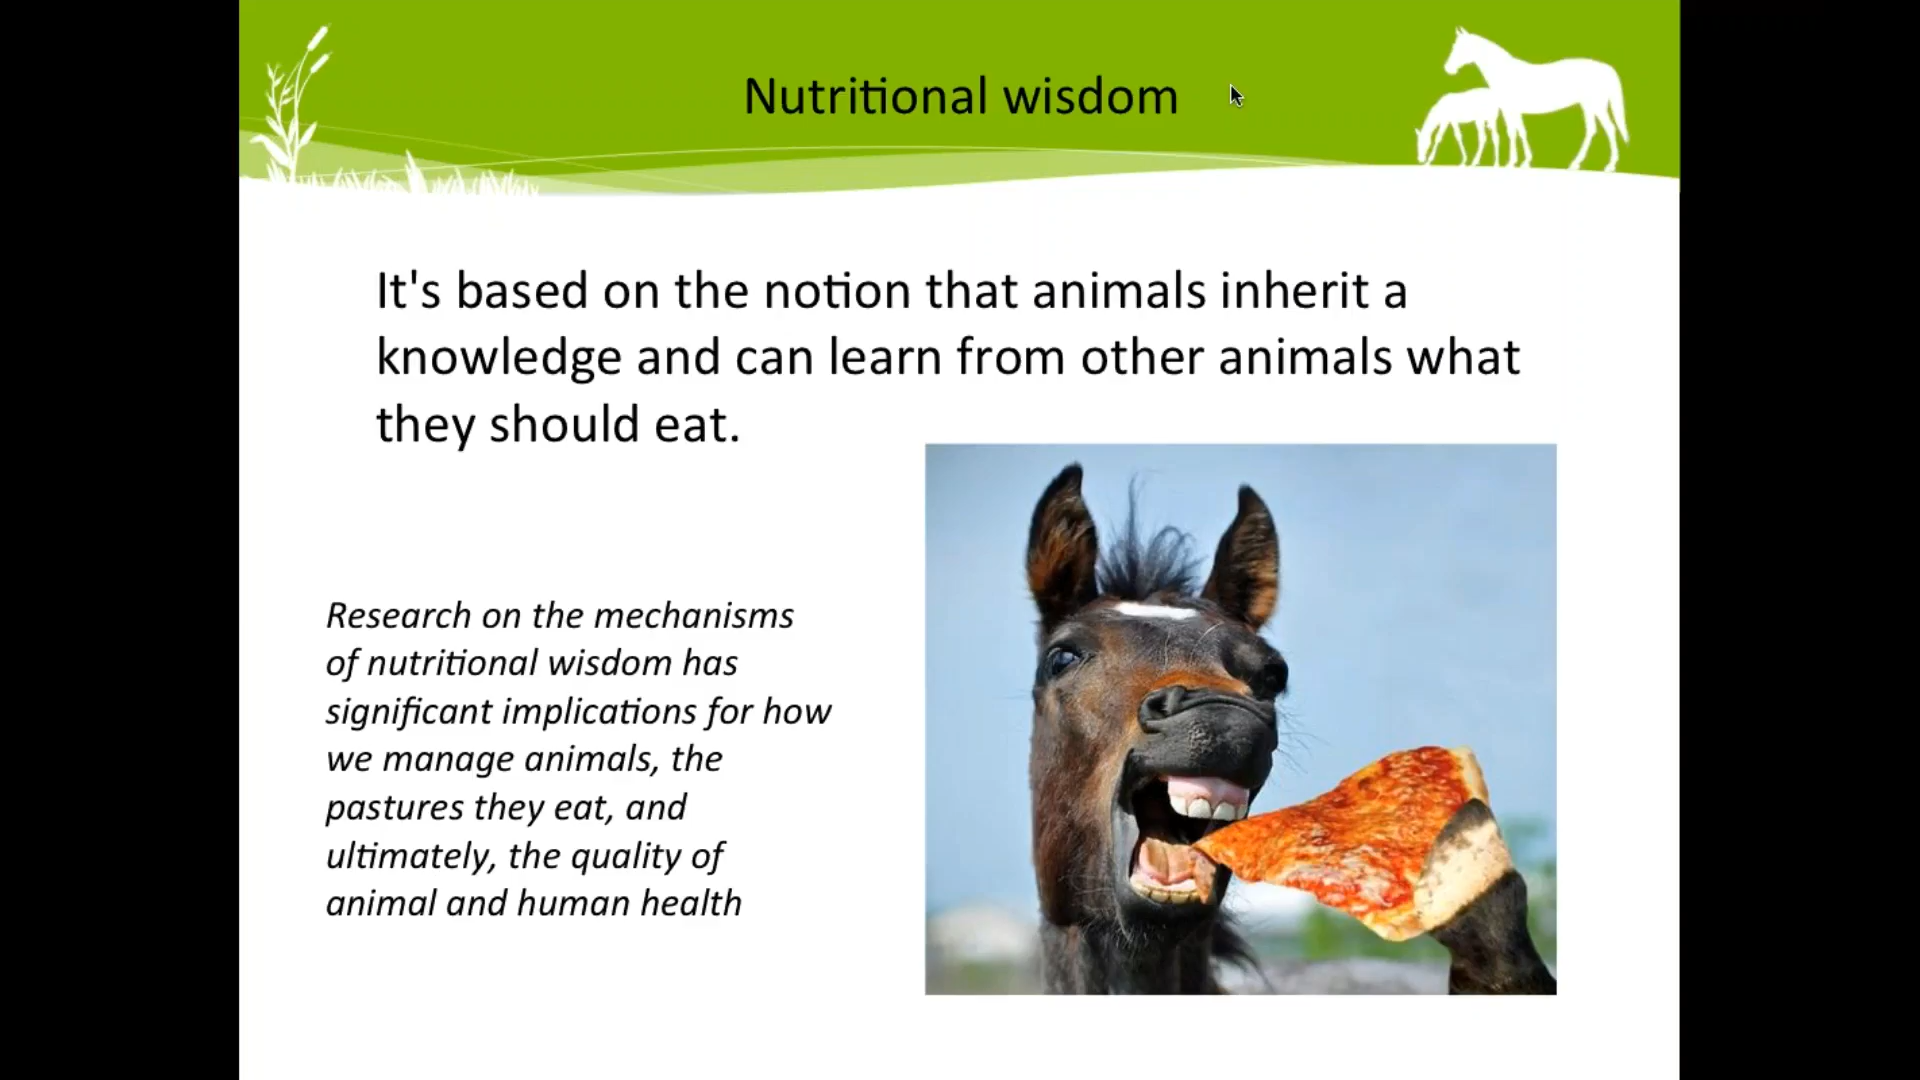 Nutritional wisdom
It's based on the notion that animals inherit a
knowledge and can learn from other animals what
they should eat.
Research on the mechanisms
of nutritional wisdom has
significant implications for how
we manage animals, the
pastures they eat, and
ultimately, the quality of
animal and human health